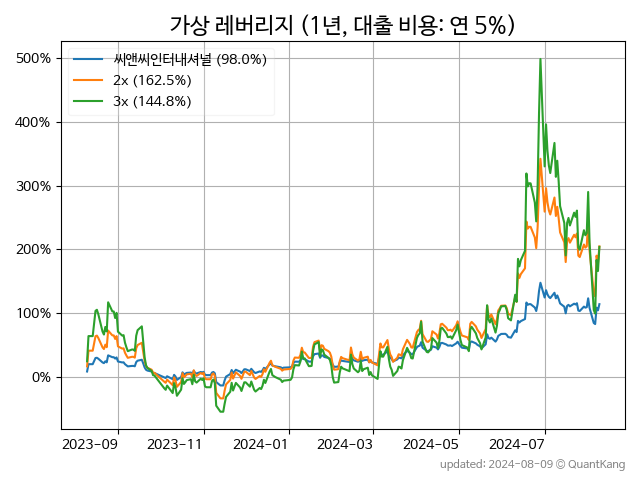 가상 레버리지 (1년, 대출 비용: 연 5%)
씨앤씨인터내셔널 (98.0%)
2x (162.5%)
3x (144.8%)
500%
400%
300%
200%
100%
0%
2023-09
2023-11
2024-01
2024-03
2024-05
2024-07
updated: 2024-08-09 © QuantKang